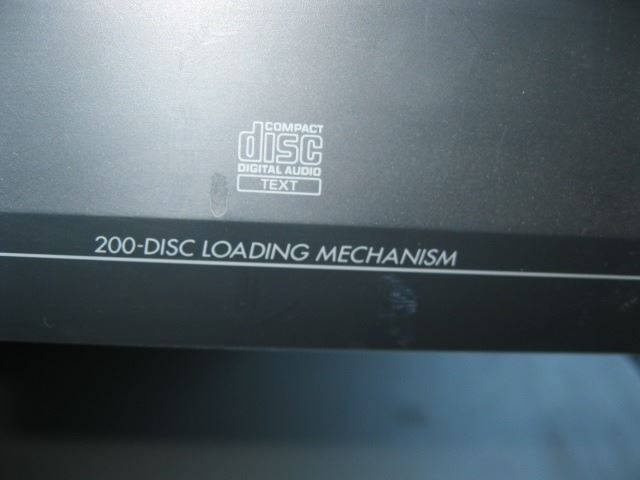 COMPACT
disc
DIGITAL AUDIO
TEXT
200-DISC LOADING MECHANISM